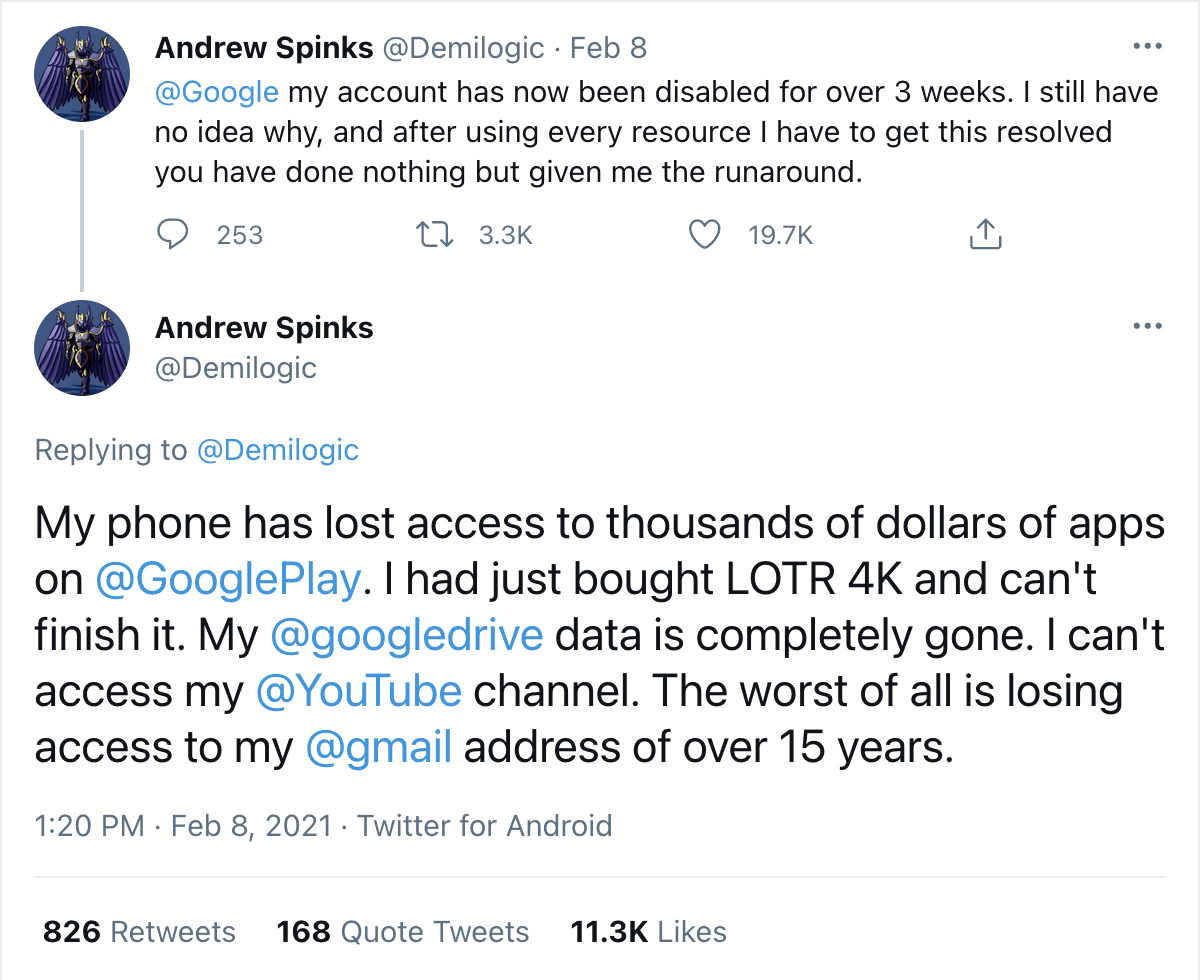 Andrew Spinks @Demilogic · Feb 8
@Google my account has now been disabled for over 3 weeks. I still have
no idea why, and after using every resource I have to get this resolved
you have done nothing but given me the runaround.
253 3.3K 19.7K
Andrew Spinks
@Demilogic
Replying to @Demilogic
My phone has lost access to thousands of dollars of apps
on @GooglePlay. I had just bought LOTR 4K and can't
finish it. My @googledrive data is completely gone. I can't
access my @YouTube channel. The worst of all is losing
access to my @gmail address of over 15 years.
1:20 PM · Feb 8, 2021 · Twitter for Android
826 Retweets 168 Quote Tweets 11.3K Likes